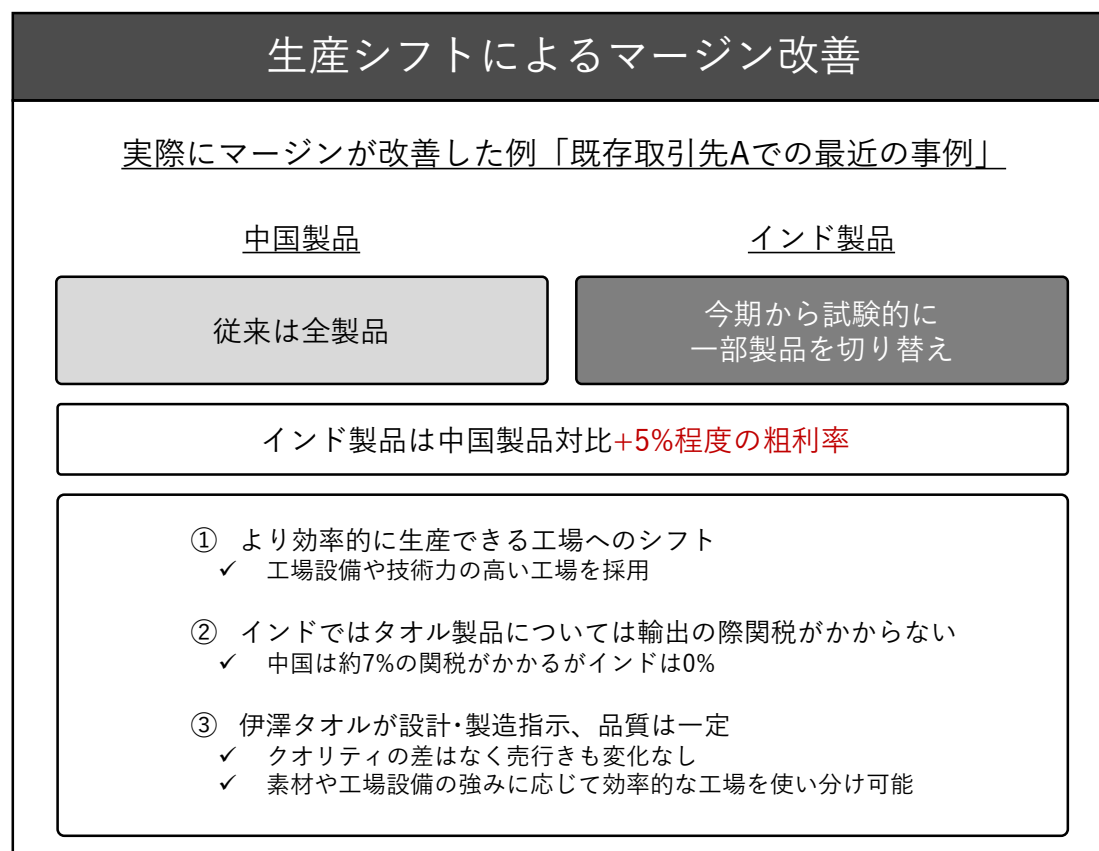 生産シフトによるマージン改善
実際にマージンが改善した例「既存取引先Aでの最近の事例」
中国製品
インド製品
従来は全製品
今期から試験的に
一部製品を切り替え
インド製品は中国製品対比+5%程度の粗利率
① より効率的に生産できる工場へのシフト
✓ 工場設備や技術力の高い工場を採用
② インドではタオル製品については輸出の際関税がかからない
✓ 中国は約7%の関税がかかるがインドは0%
③ 伊澤タオルが設計･製造指示、品質は一定
✓ クオリティの差はなく売行きも変化なし
✓ 素材や工場設備の強みに応じて効率的な工場を使い分け可能